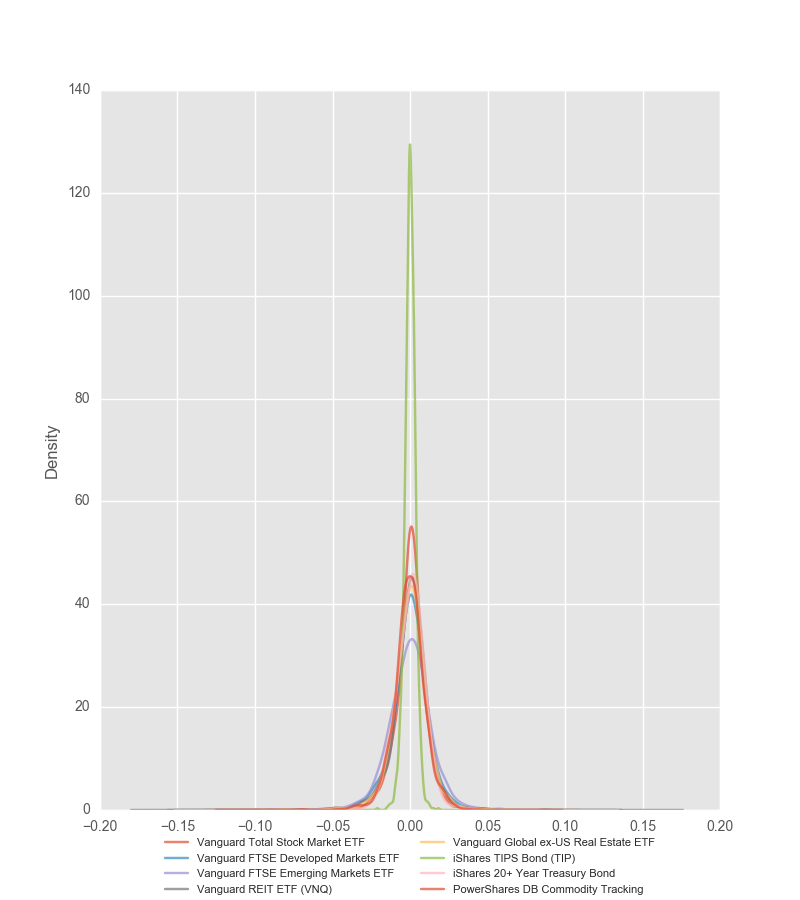 140
120
100
80
60
40
20
0
Density
−0.20 −0.15 −0.10 −0.05 0.00 0.05 0.10 0.15 0.20
Vanguard Total Stock Market ETF
Vanguard FTSE Developed Markets ETF
Vanguard FTSE Emerging Markets ETF
Vanguard REIT ETF (VNQ)
Vanguard Global ex-US Real Estate ETF
iShares TIPS Bond (TIP)
iShares 20+ Year Treasury Bond
PowerShares DB Commodity Tracking